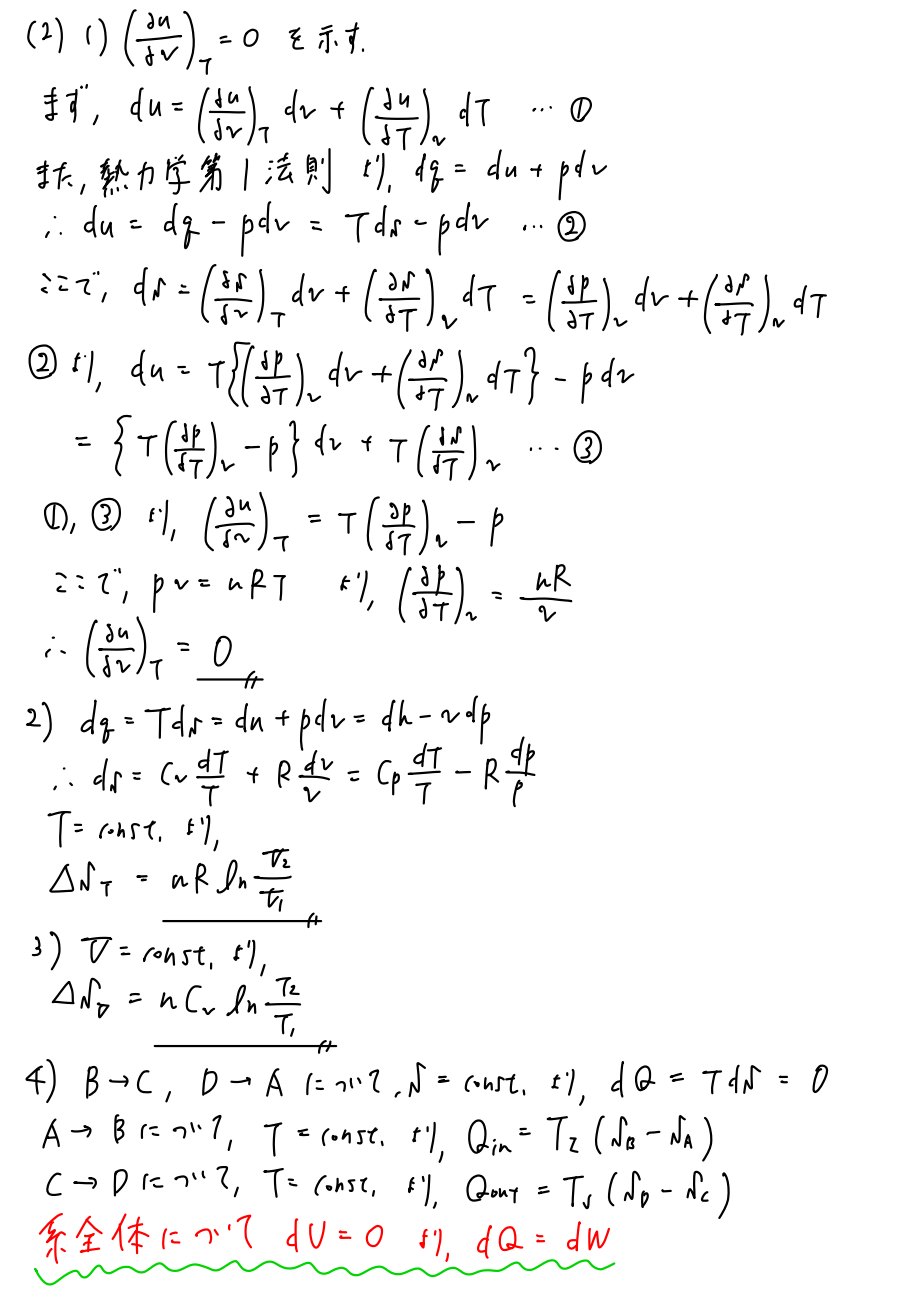 (2) 1) (∂u/∂v)_T = 0 を示す.
まず, du = (∂u/∂v)_T dv + (∂u/∂T)_v dT … ①
また, 熱力学第1法則 より, dq = du + pdv
∴ du = dq - pdv = Tds - pdv … ②
ここで, ds = (∂s/∂v)_T dv + (∂s/∂T)_v dT = (∂p/∂T)_v dv + (∂s/∂T)_v dT
② より, du = T{(∂p/∂T)_v dv + (∂s/∂T)_v dT} - pdv
= {T(∂p/∂T)_v - p} dv + T(∂s/∂T)_v … ③
①, ③ より, (∂u/∂v)_T = T(∂p/∂T)_v - p
ここで, pv = nRT より, (∂p/∂T)_v = nR/v
∴ (∂u/∂v)_T = 0
2) dq = Tds = du + pdv = dh - vdp
∴ ds = Cv dT/T + R dv/v = Cp dT/T - R dp/p
T = const. より,
Δs_T = nR ln V₂/V₁
3) V = const. より,
Δs_V = nCv ln T₂/T₁
4) B→C, D→A について, s = const. より, dQ = Tds = 0
A→B について, T = const. より, Qin = T₂(s_B - s_A)
C→D について, T = const. より, Qout = T₁(s_D - s_C)
系全体について dU = 0 より, dQ = dW